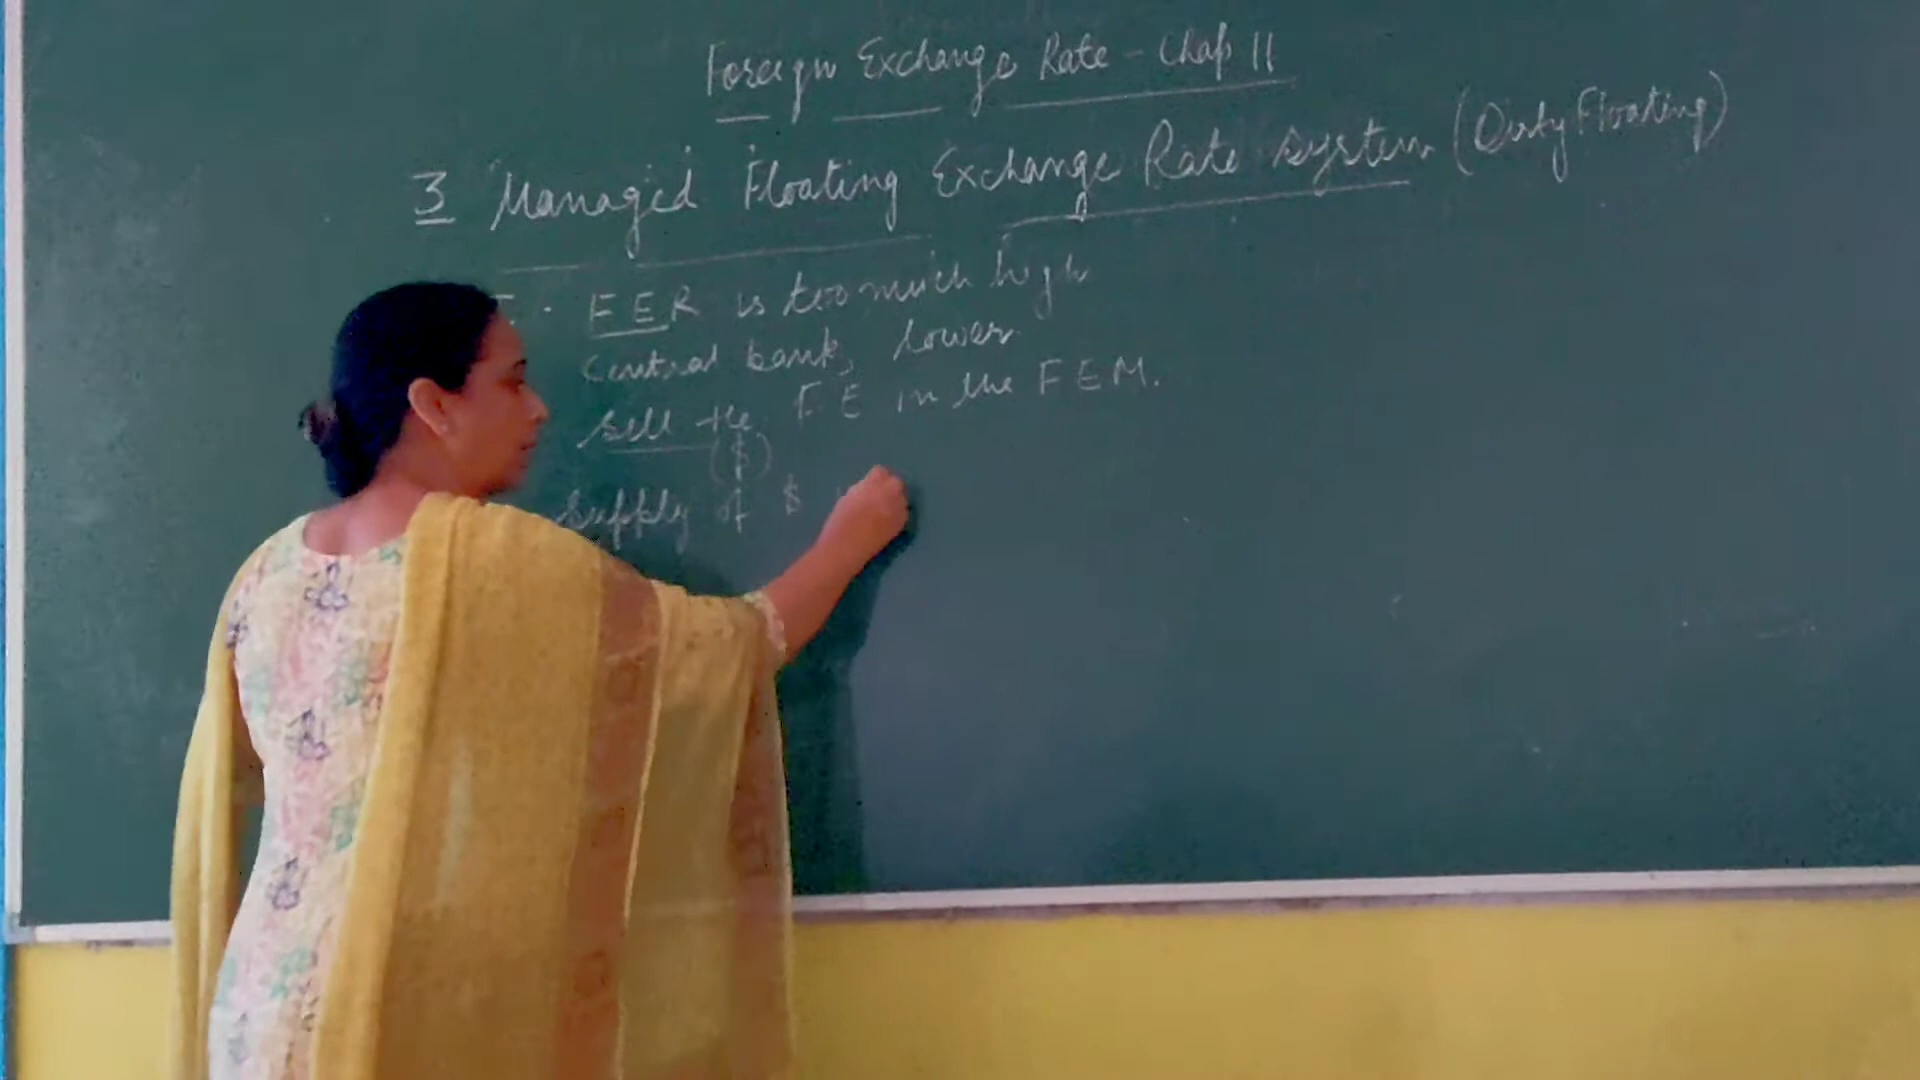 Foreign Exchange Rate - Chap 11
3 Managed Floating Exchange Rate system (Dirty Floating)
FER is too much high
Central bank, lower
sell the FE in the FEM.
($)
supply of $